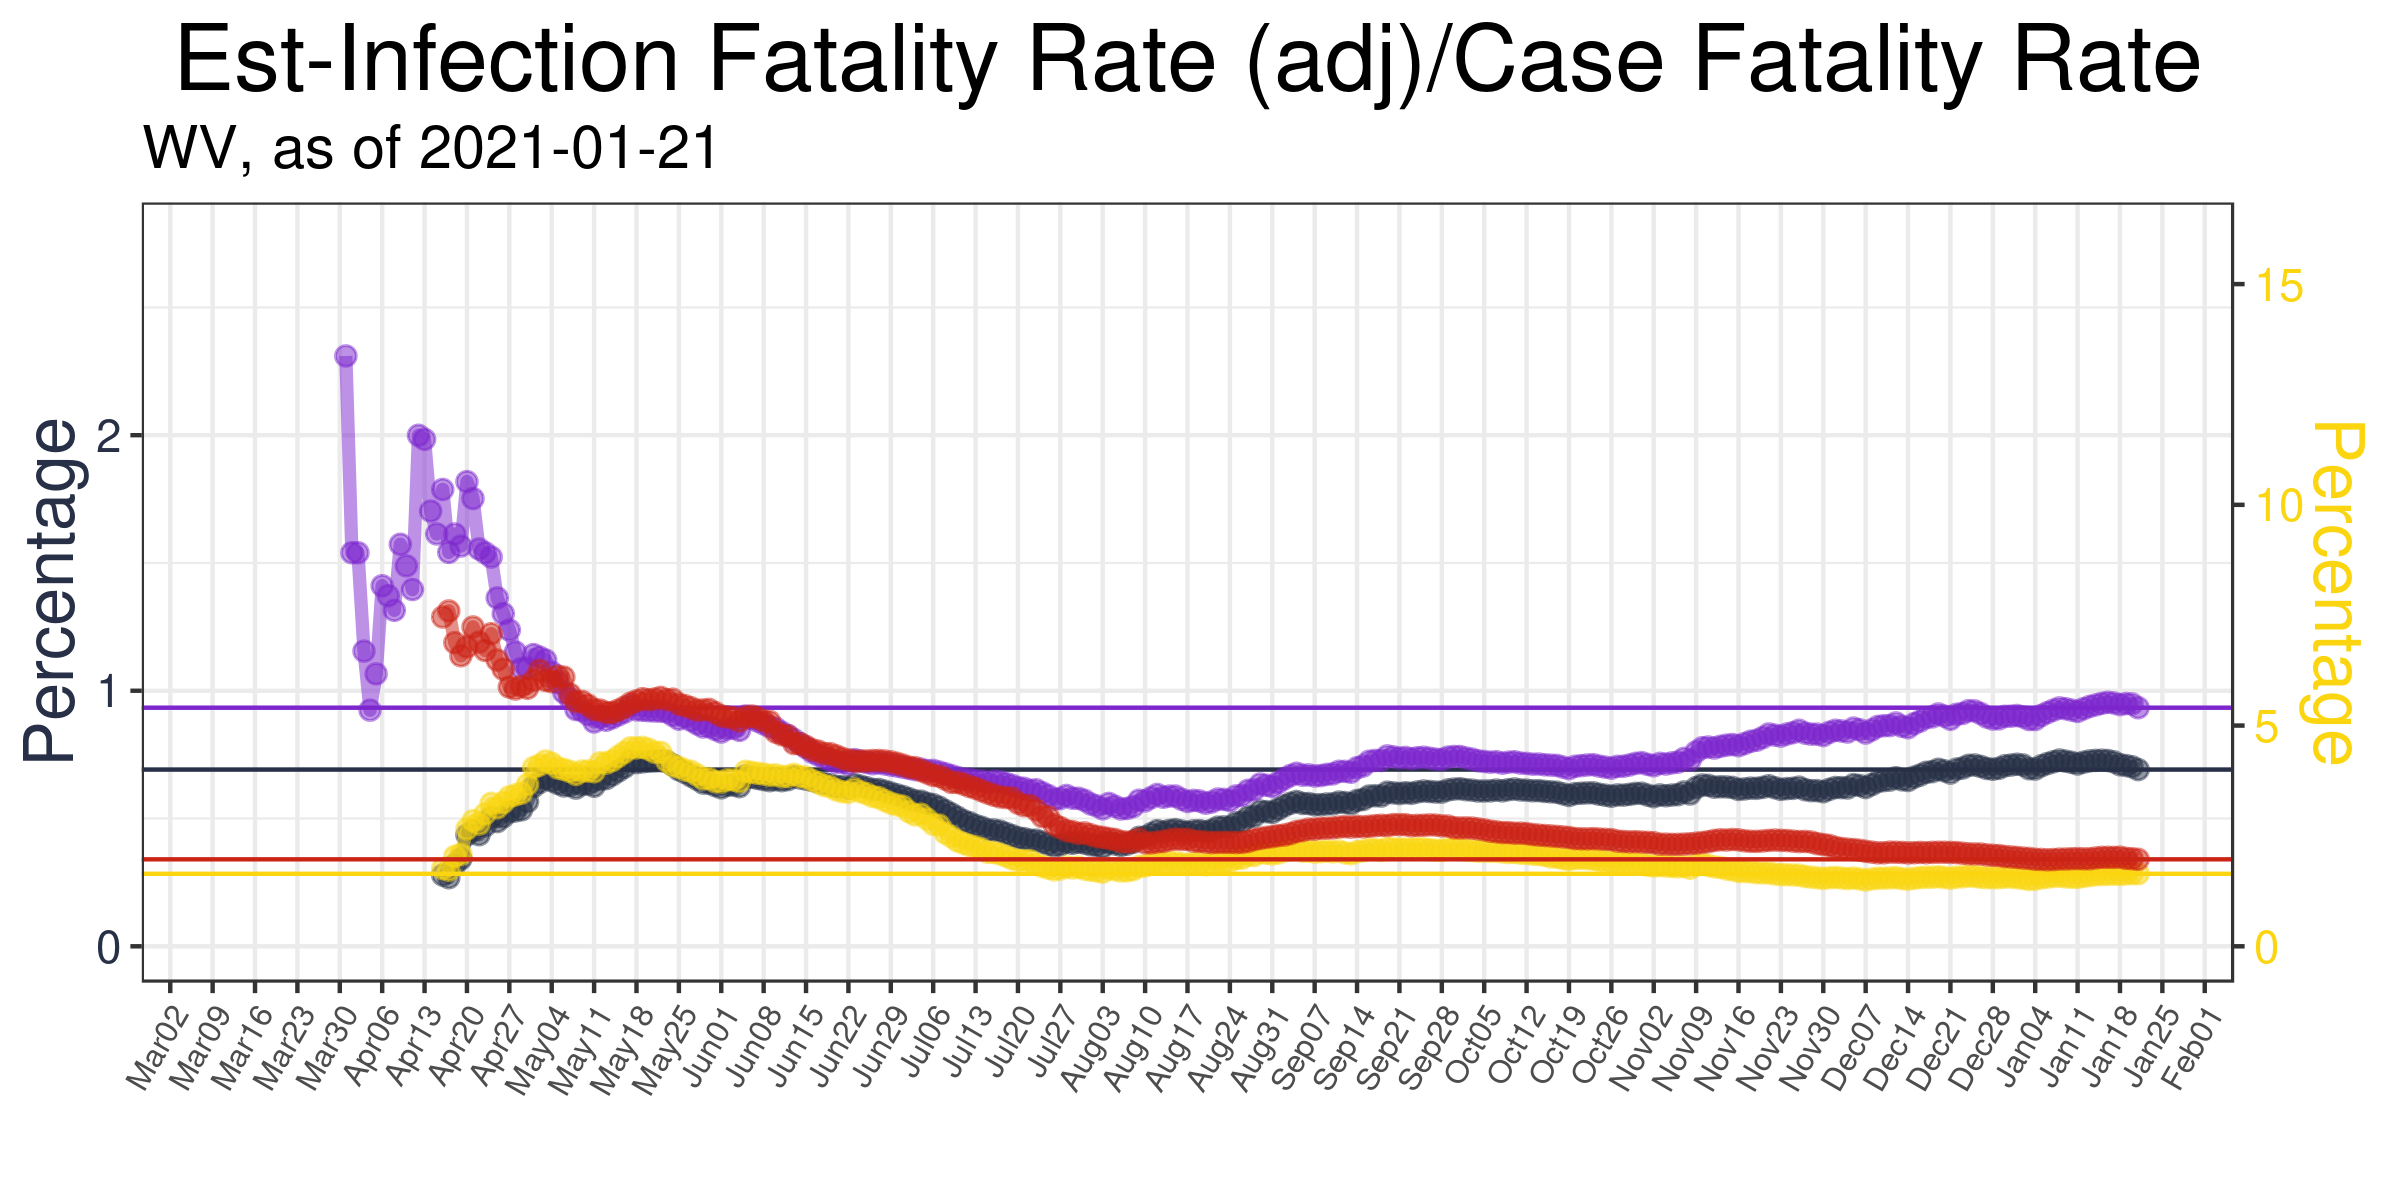 Est-Infection Fatality Rate (adj)/Case Fatality Rate
WV, as of 2021-01-21
Percentage
2
1
0
15
10
5
0
Percentage
Mar02 Mar09 Mar16 Mar23 Mar30 Apr06 Apr13 Apr20 Apr27 May04 May11 May18 May25 Jun01 Jun08 Jun15 Jun22 Jun29 Jul06 Jul13 Jul20 Jul27 Aug03 Aug10 Aug17 Aug24 Aug31 Sep07 Sep14 Sep21 Sep28 Oct05 Oct12 Oct19 Oct26 Nov02 Nov09 Nov16 Nov23 Nov30 Dec07 Dec14 Dec21 Dec28 Jan04 Jan11 Jan18 Jan25 Feb01